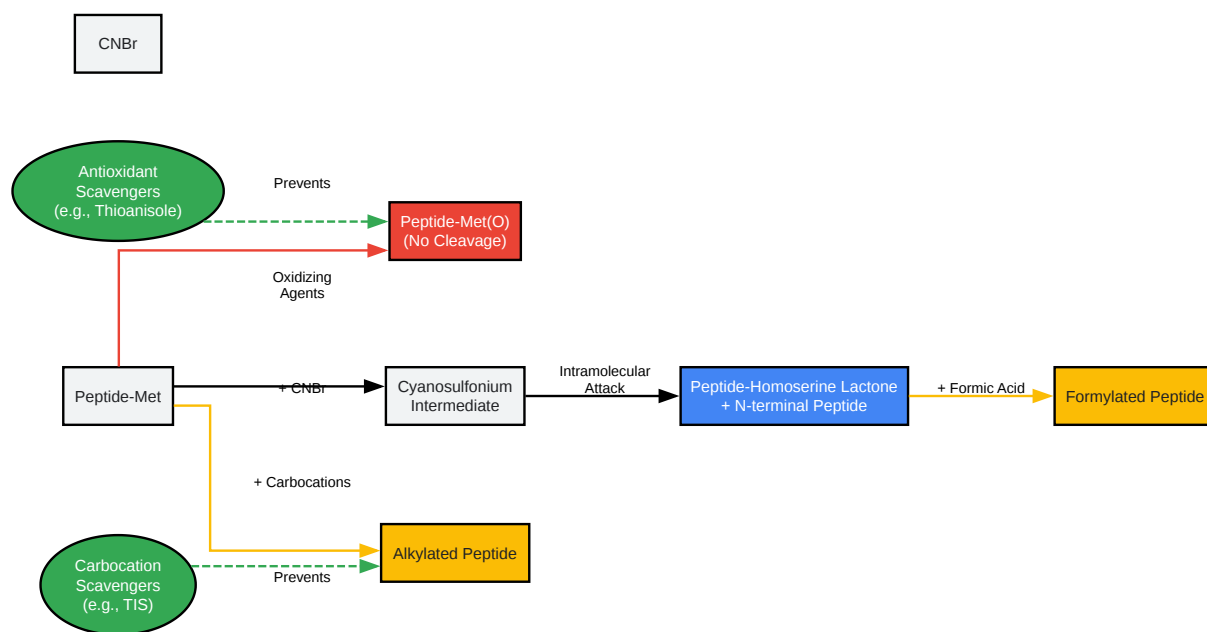 CNBr
Antioxidant
Scavengers
(e.g., Thioanisole)
Prevents
Peptide-Met(O)
(No Cleavage)
Oxidizing
Agents
Peptide-Met
+ CNBr
Cyanosulfonium
Intermediate
Intramolecular
Attack
Peptide-Homoserine Lactone
+ N-terminal Peptide
+ Formic Acid
Formylated Peptide
+ Carbocations
Alkylated Peptide
Carbocation
Scavengers
(e.g., TIS)
Prevents